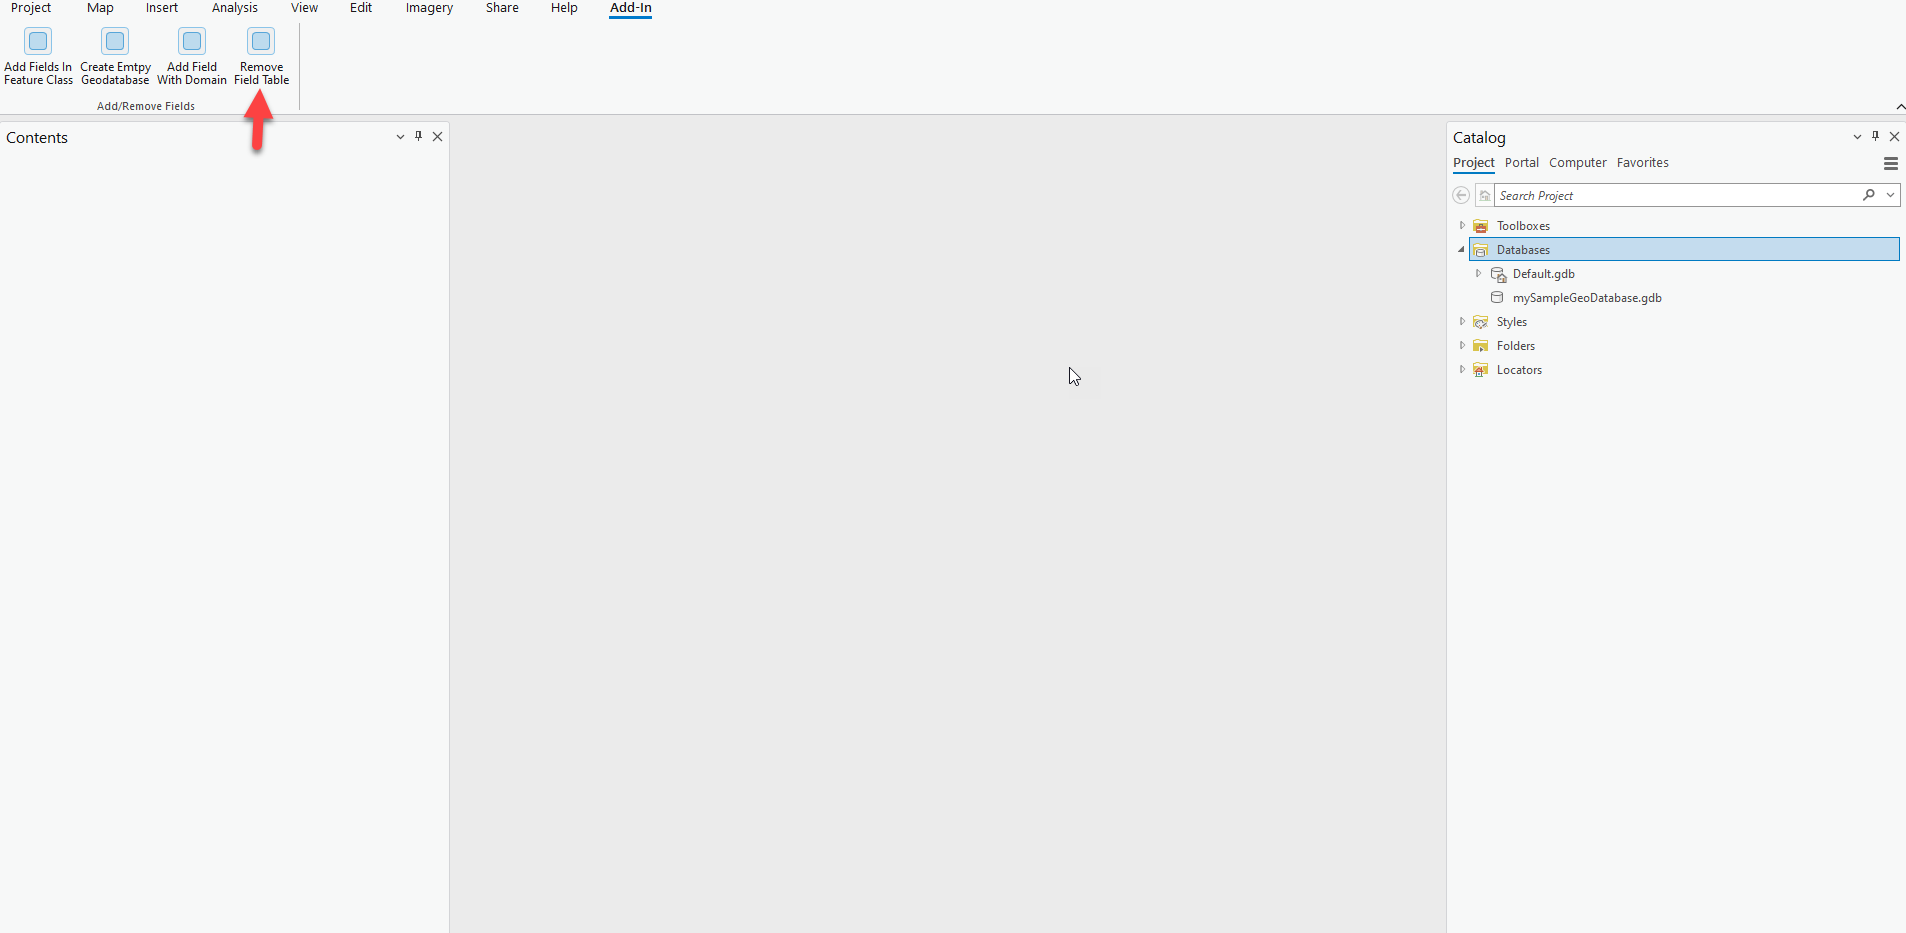 Project Map Insert Analysis View Edit Imagery Share Help Add-In
Add Fields In Create Emtpy Add Field Remove
Feature Class Geodatabase With Domain Field Table
Add/Remove Fields
Contents
Catalog
Project Portal Computer Favorites
Search Project
Toolboxes
Databases
Default.gdb
mySampleGeoDatabase.gdb
Styles
Folders
Locators